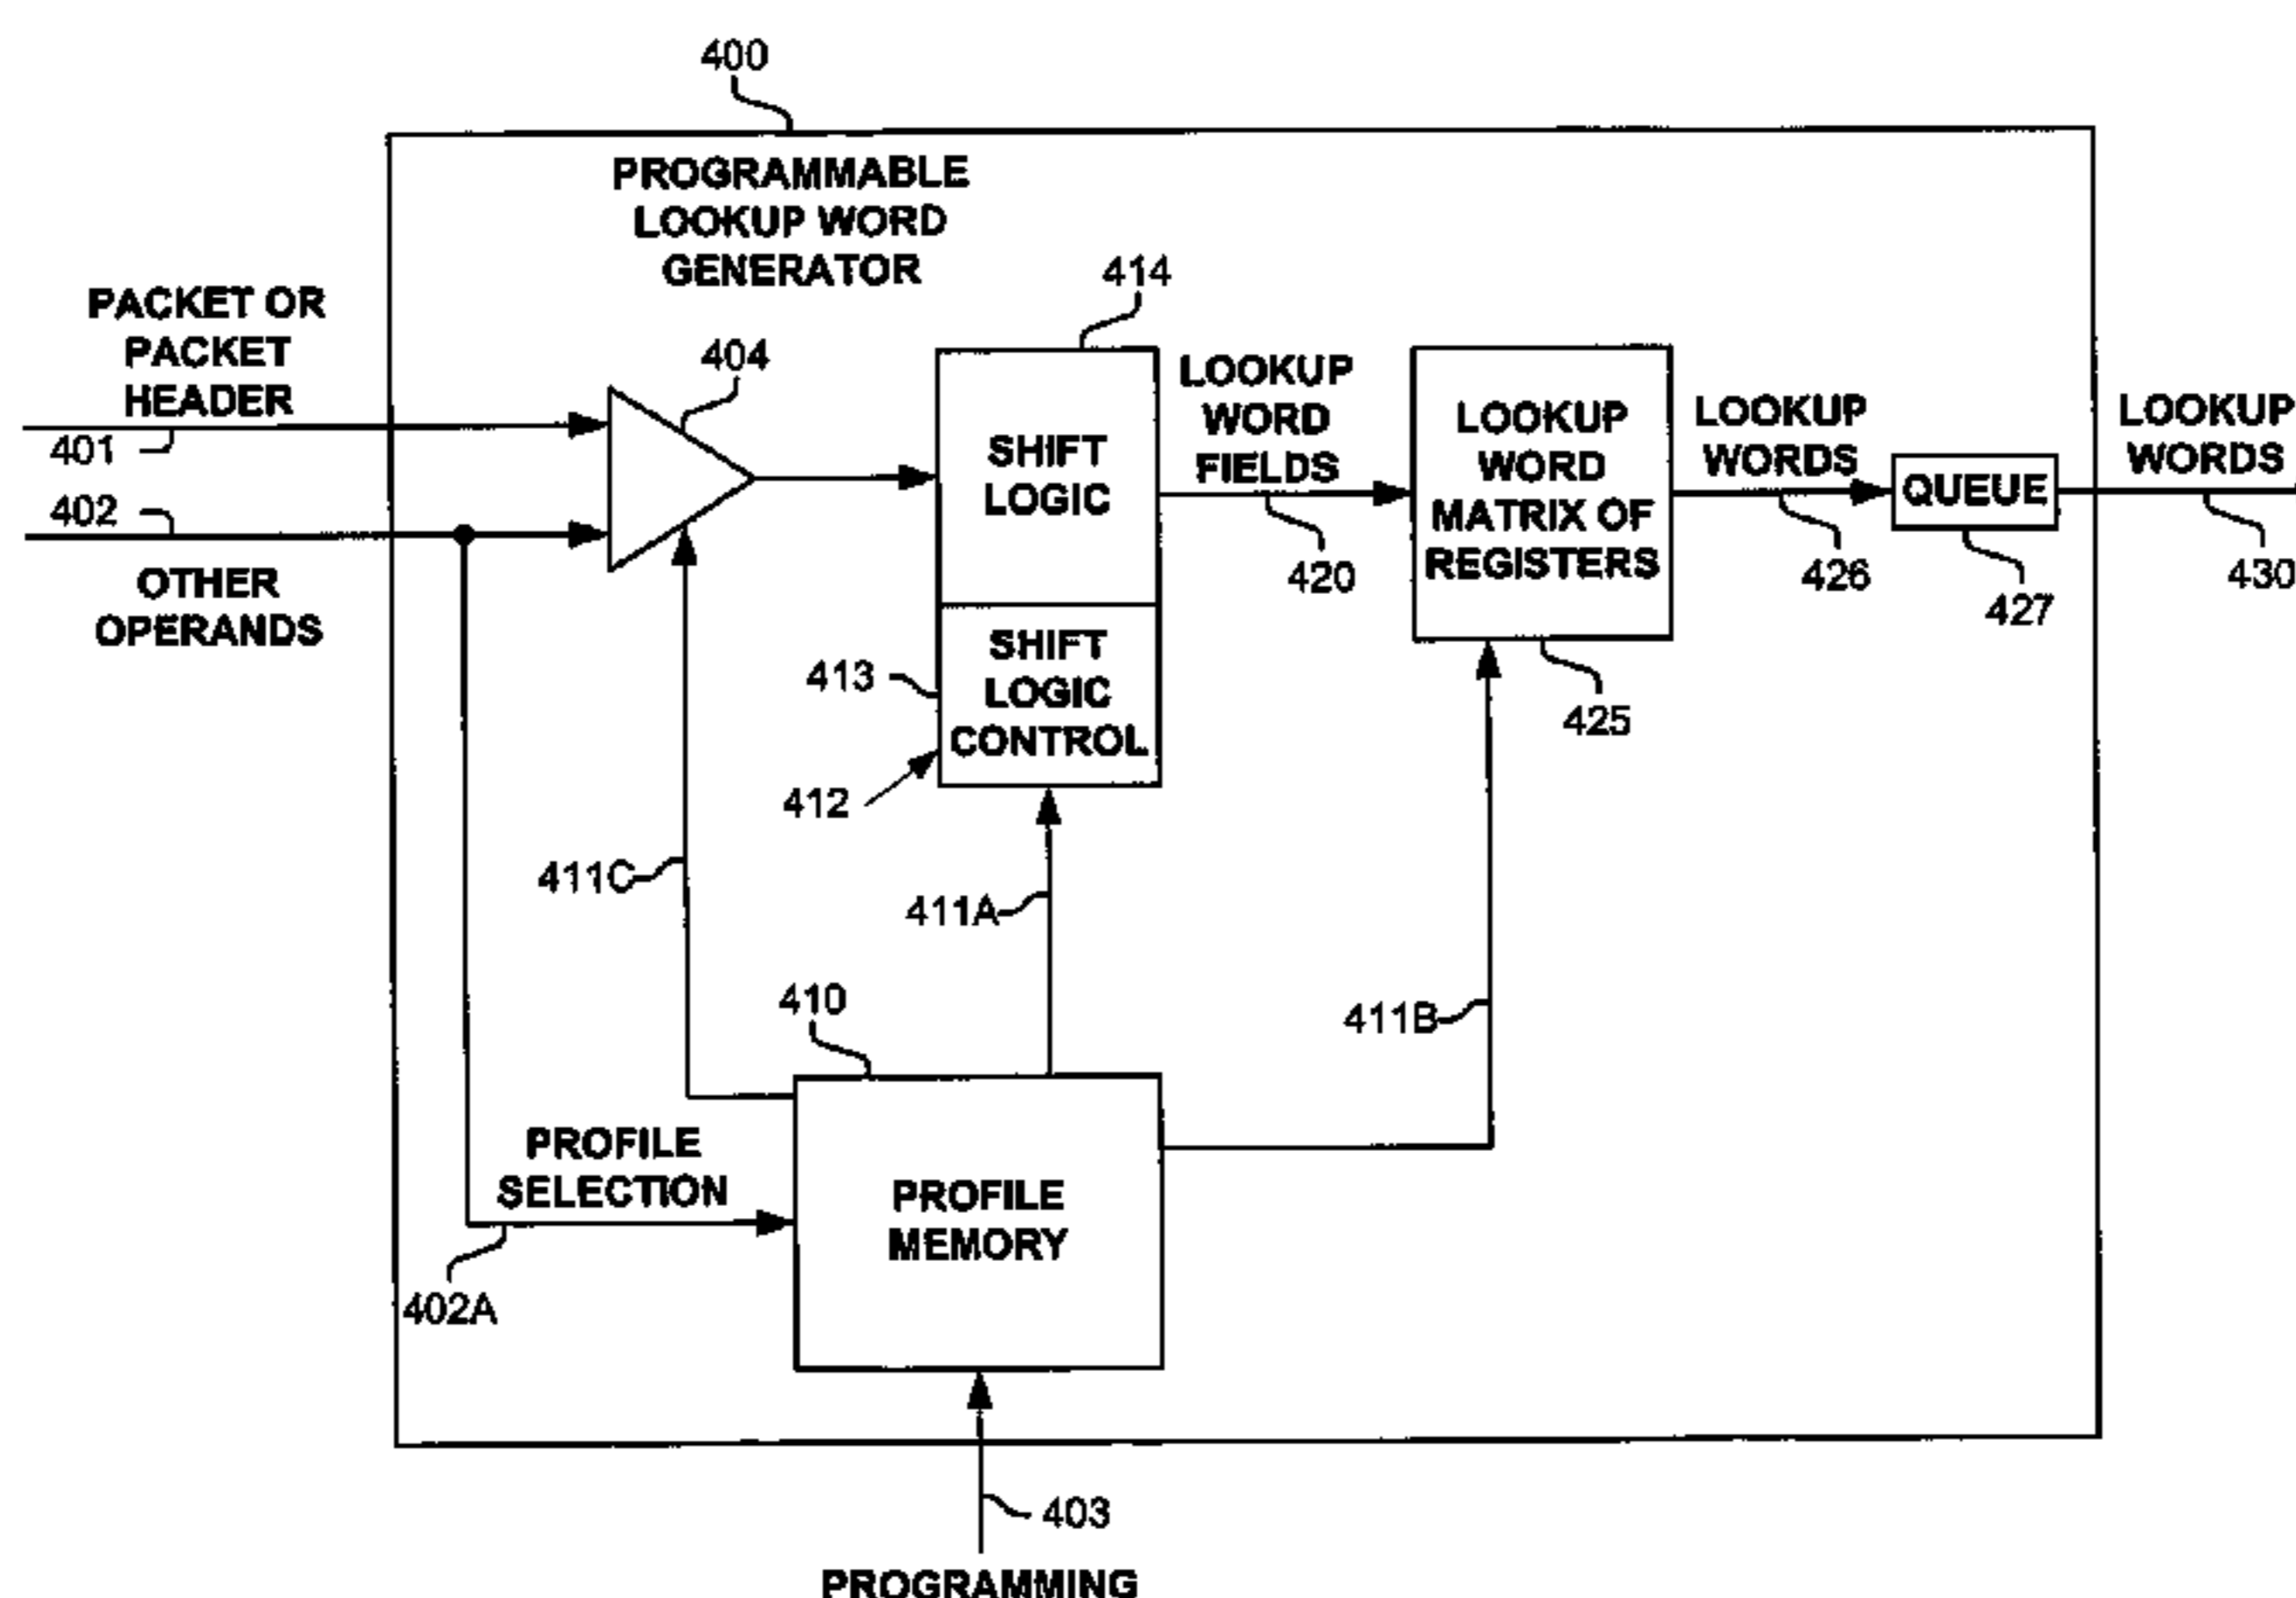 400
PROGRAMMABLE
LOOKUP WORD
GENERATOR
PACKET OR
PACKET
HEADER
401
402
OTHER
OPERANDS
404
414
SHIFT
LOGIC
SHIFT
LOGIC
CONTROL
413
412
LOOKUP
WORD
FIELDS
420
LOOKUP
WORD
MATRIX OF
REGISTERS
425
LOOKUP
WORDS
426
QUEUE
427
LOOKUP
WORDS
430
411C
411A
411B
410
PROFILE
SELECTION
402A
PROFILE
MEMORY
403
PROGRAMMING